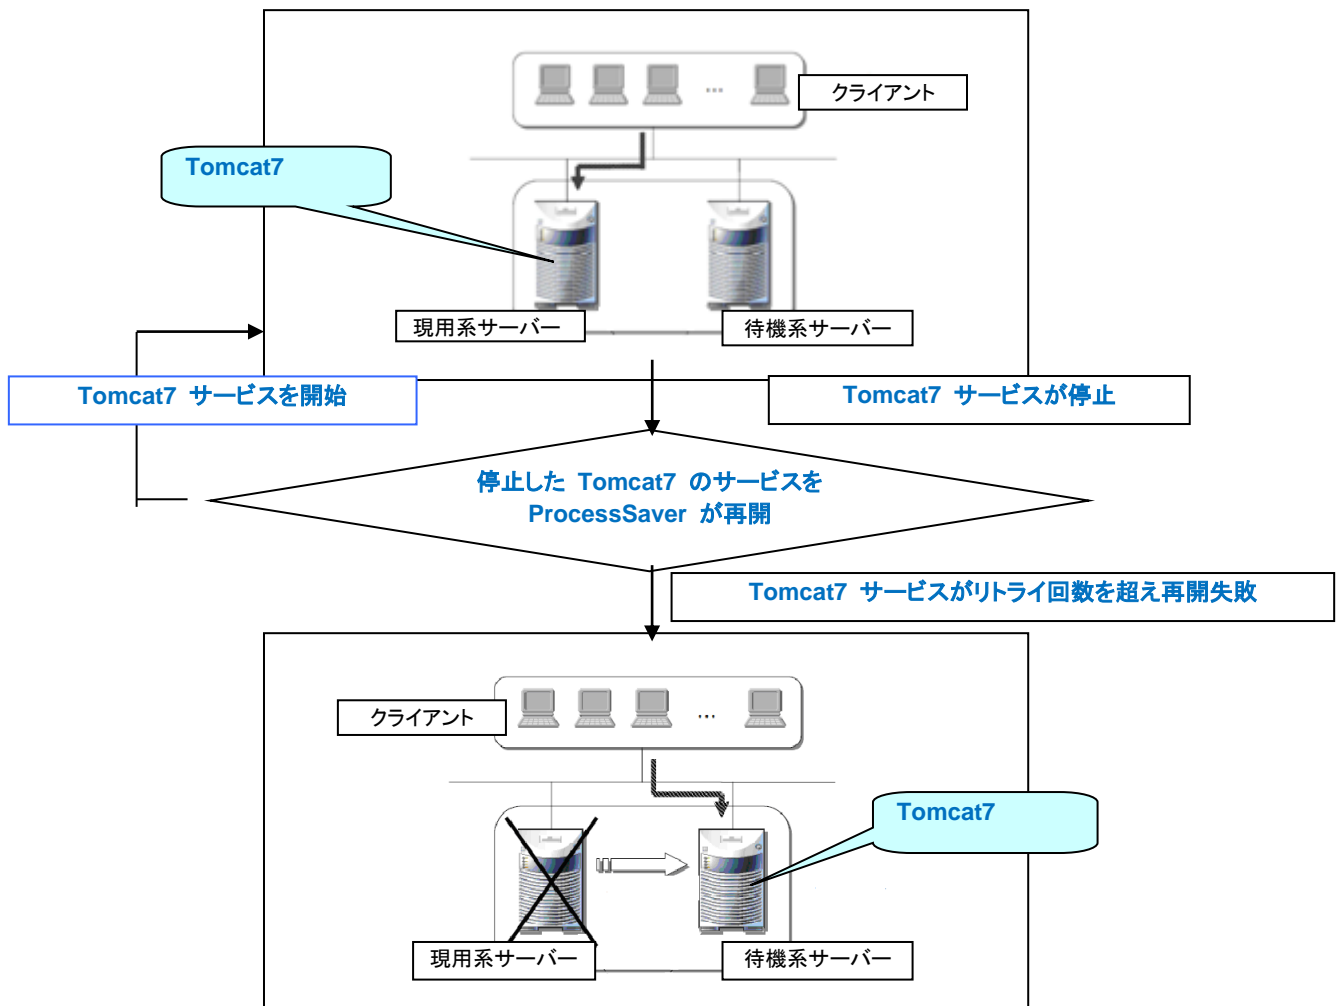 クライアント
Tomcat7
現用系サーバー
待機系サーバー
Tomcat7 サービスを開始
Tomcat7 サービスが停止
停止した Tomcat7 のサービスを
ProcessSaver が再開
Tomcat7 サービスがリトライ回数を超え再開失敗
クライアント
Tomcat7
現用系サーバー
待機系サーバー